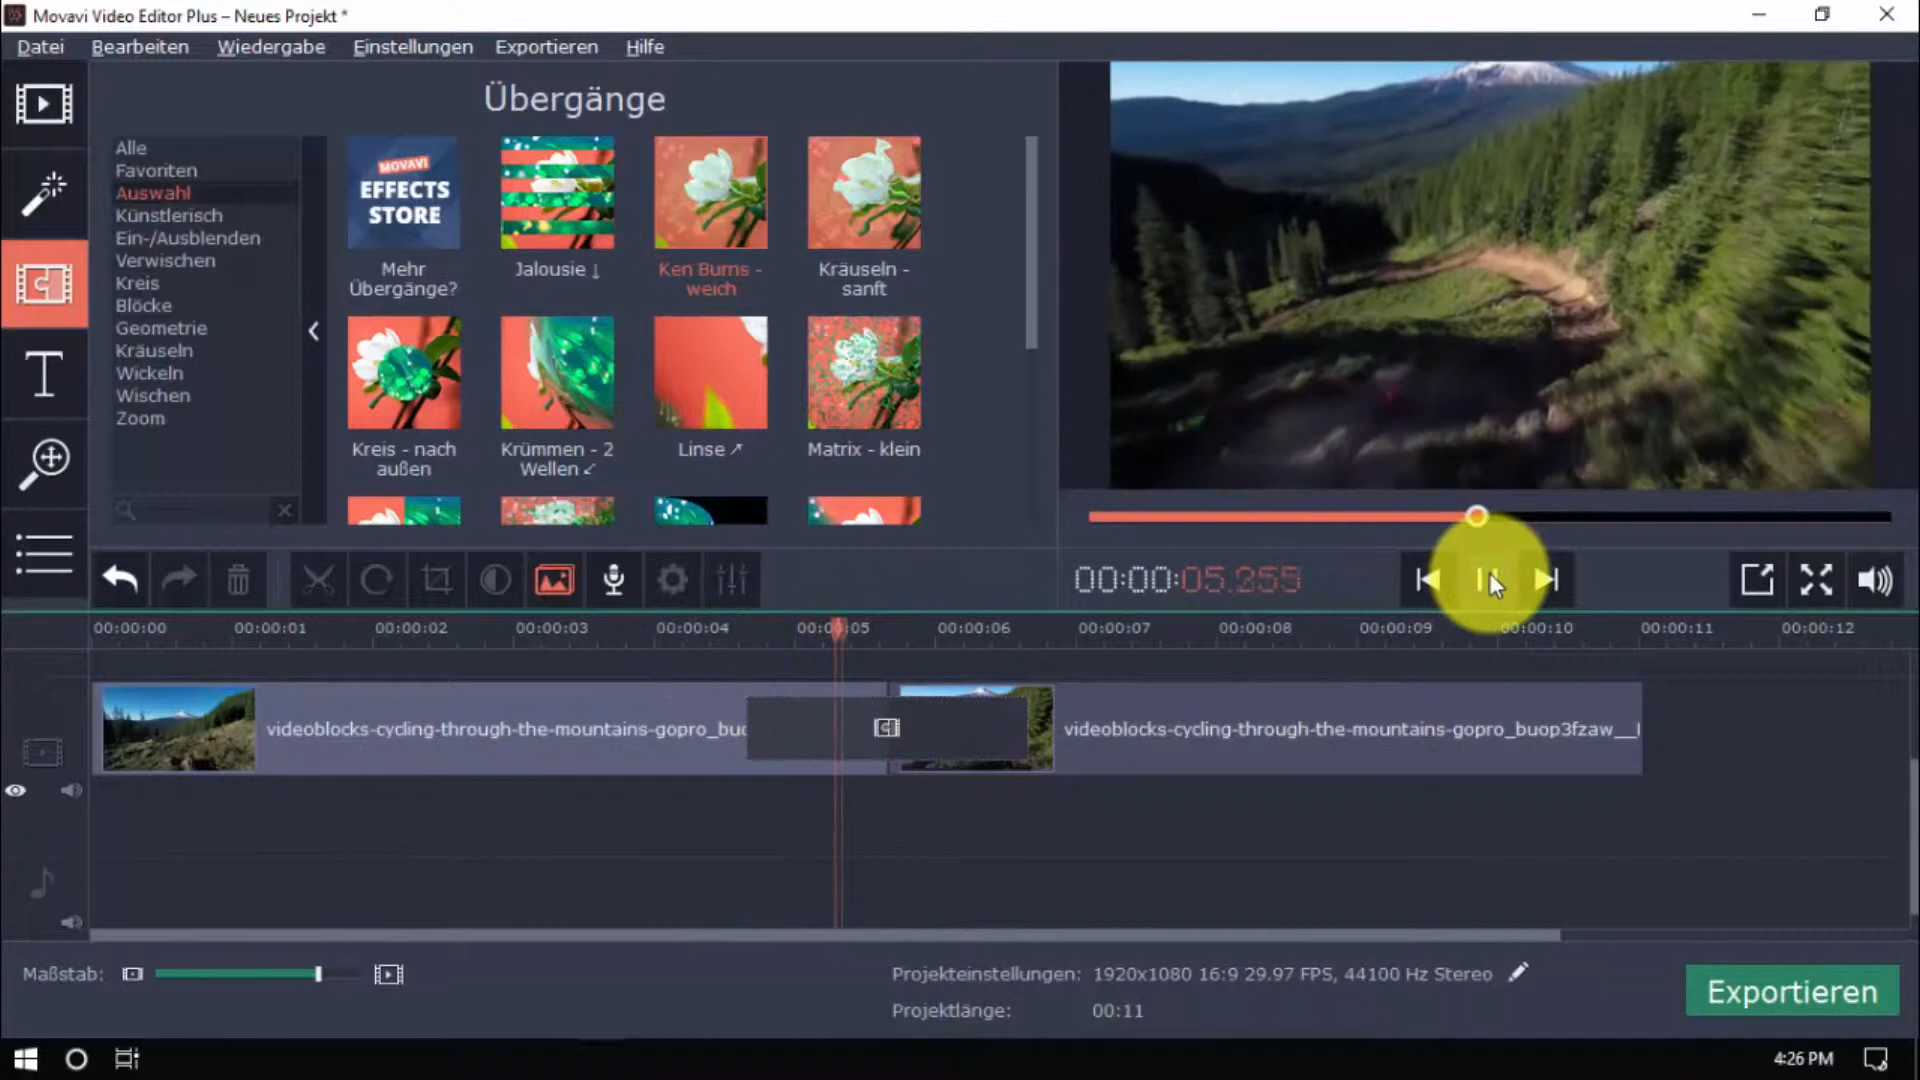 Movavi Video Editor Plus – Neues Projekt *
Datei Bearbeiten Wiedergabe Einstellungen Exportieren Hilfe
Übergänge
Alle
Favoriten
Auswahl
Künstlerisch
Ein-/Ausblenden
Verwischen
Kreis
Blöcke
Geometrie
Kräuseln
Wickeln
Wischen
Zoom
MOVAVI
EFFECTS
STORE
Mehr
Übergänge?
Jalousie ↓
Ken Burns -
weich
Kräuseln -
sanft
Kreis - nach
außen
Krümmen - 2
Wellen ↙
Linse ↗
Matrix - klein
00:00:05.255
00:00:00 00:00:01 00:00:02 00:00:03 00:00:04 00:00:05 00:00:06 00:00:07 00:00:08 00:00:09 00:00:10 00:00:11 00:00:12
videoblocks-cycling-through-the-mountains-gopro_buo
videoblocks-cycling-through-the-mountains-gopro_buop3fzaw__
Maßstab:
Projekteinstellungen: 1920x1080 16:9 29.97 FPS, 44100 Hz Stereo
Projektlänge: 00:11
Exportieren
4:26 PM